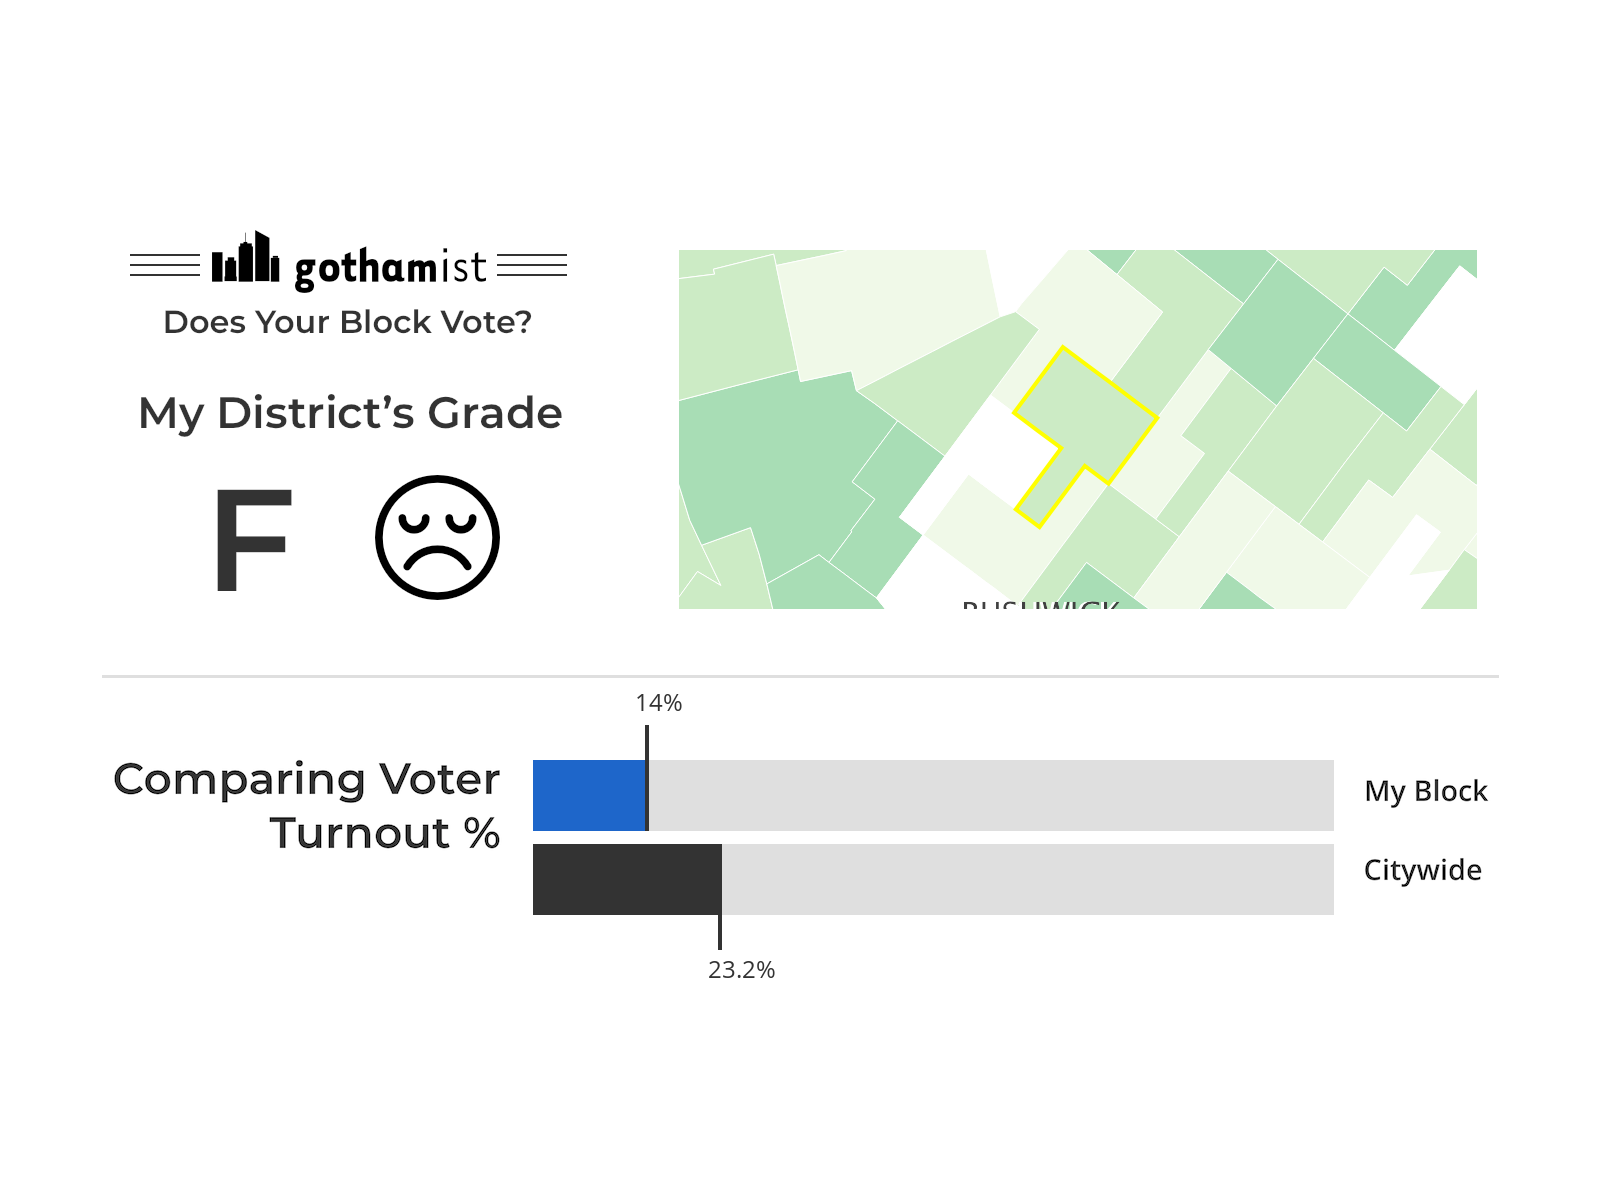 gothamist
Does Your Block Vote?
My District’s Grade
F
BUSHWICK
14%
Comparing Voter
Turnout %
My Block
Citywide
23.2%